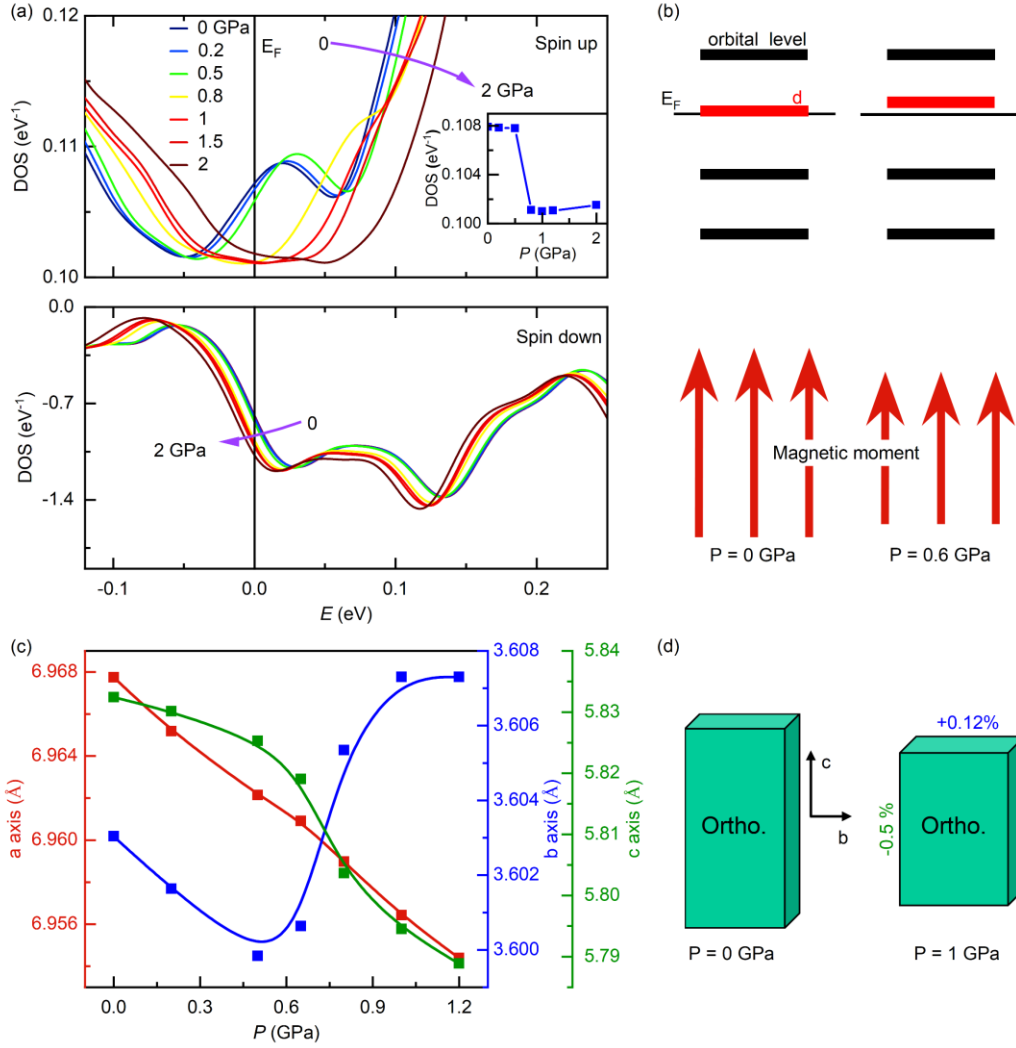 (a)
0.12
0.11
0.10
DOS (eV⁻¹)
0 GPa
0.2
0.5
0.8
1
1.5
2
E_F
0
2 GPa
Spin up
0.108
0.104
0.100
DOS (eV⁻¹)
0 1 2
P (GPa)
0.0
-0.7
-1.4
DOS (eV⁻¹)
Spin down
0
2 GPa
-0.1 0.0 0.1 0.2
E (eV)
(b)
orbital level
E_F
d
Magnetic moment
P = 0 GPa
P = 0.6 GPa
(c)
6.968
6.964
6.960
6.956
a axis (Å)
3.608
3.606
3.604
3.602
3.600
b axis (Å)
5.84
5.83
5.82
5.81
5.80
5.79
c axis (Å)
0.0 0.3 0.6 0.9 1.2
P (GPa)
(d)
+0.12%
c
b
-0.5 %
Ortho.
Ortho.
P = 0 GPa
P = 1 GPa